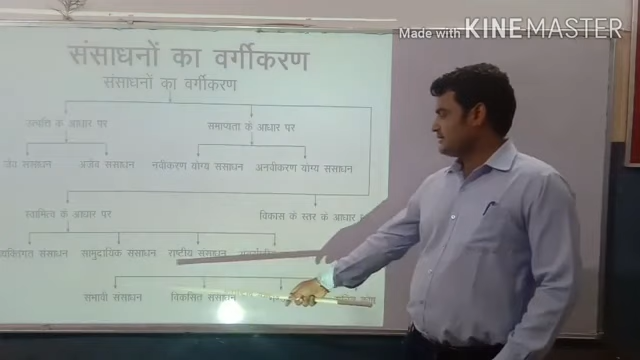 Made with KINEMASTER
संसाधनों का वर्गीकरण
संसाधनों का वर्गीकरण
उत्पत्ति के आधार पर
समाप्यता के आधार पर
जैव संसाधन अजैव संसाधन नवीकरण योग्य संसाधन अनवीकरण योग्य संसाधन
स्वामित्व के आधार पर
विकास के स्तर के आधार
व्यक्तिगत संसाधन सामुदायिक संसाधन राष्ट्रीय संसाधन
संभावी संसाधन विकसित संसाधन